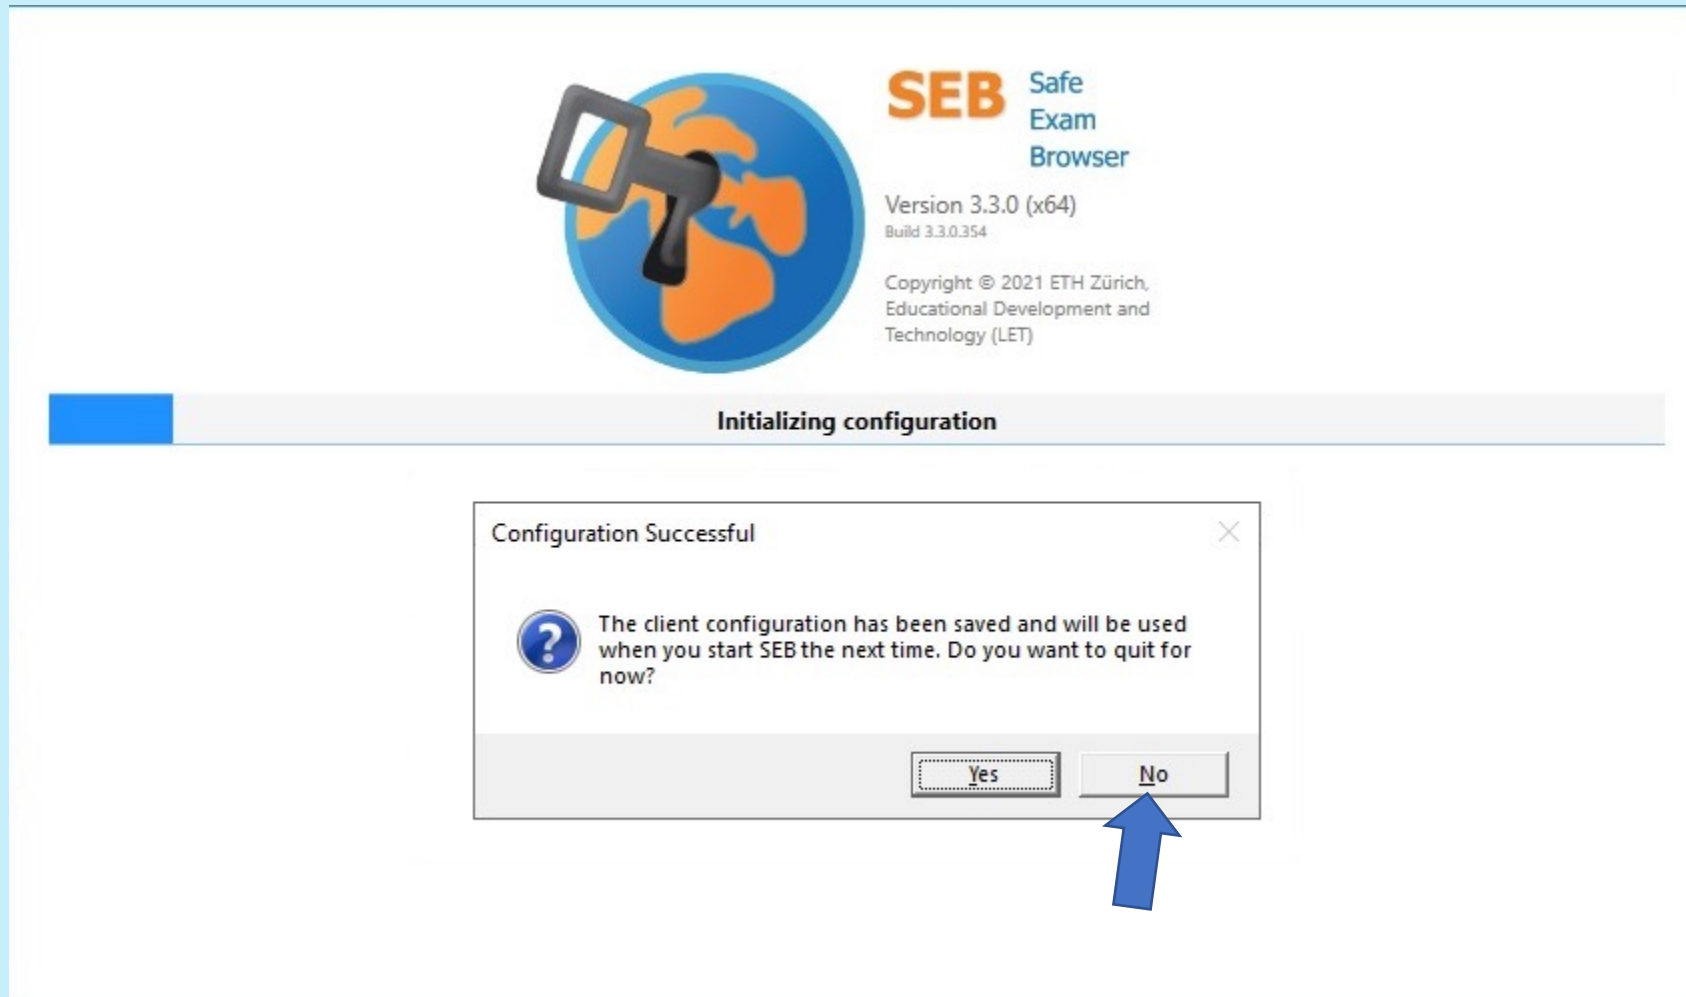 SEB
Safe
Exam
Browser
Version 3.3.0 (x64)
Build 3.3.0.354
Copyright © 2021 ETH Zürich,
Educational Development and
Technology (LET)
Initializing configuration
Configuration Successful
The client configuration has been saved and will be used
when you start SEB the next time. Do you want to quit for
now?
Yes
No